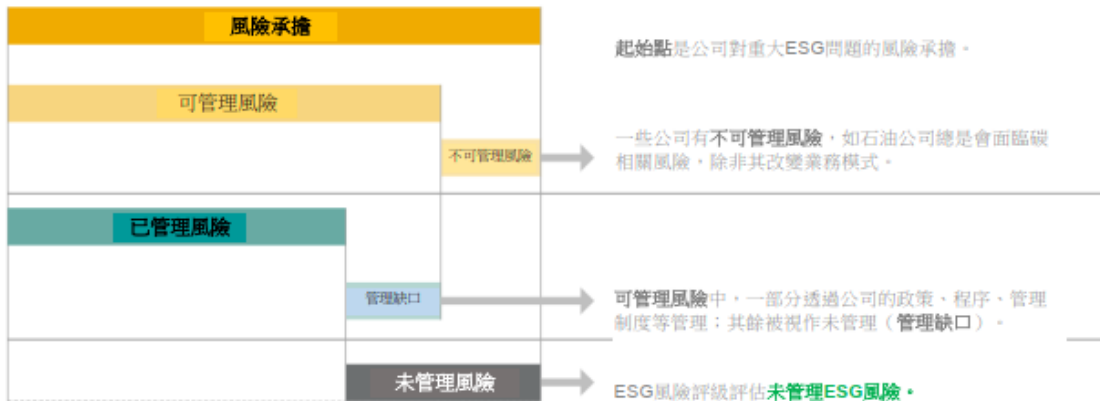 風險承擔
起始點是公司對重大ESG問題的風險承擔。
可管理風險
不可管理風險
一些公司有不可管理風險，如石油公司總是會面臨碳
相關風險，除非其改變業務模式。
已管理風險
管理缺口
可管理風險中，一部分透過公司的政策、程序、管理
制度等管理；其餘被視作未管理（管理缺口）。
未管理風險
ESG風險評級評估未管理ESG風險。